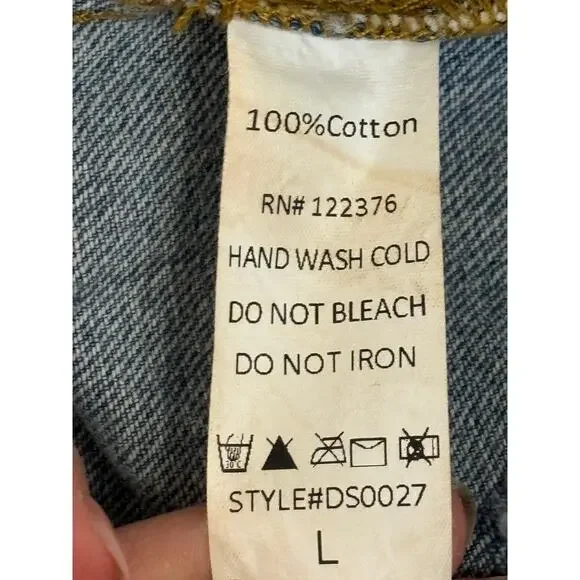 100%Cotton
RN# 122376
HAND WASH COLD
DO NOT BLEACH
DO NOT IRON
30°C
STYLE#DS0027
L